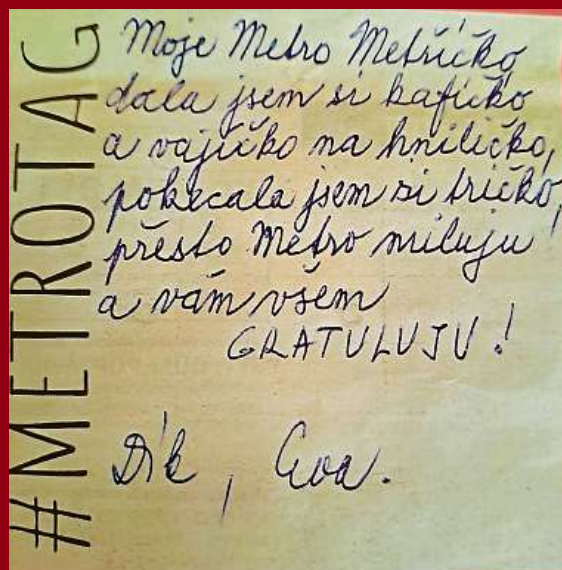 #METROTAG
Moje Metro Metříčko
dala jsem si kafíčko
a vajíčko na hniličko,
pokecala jsem si tričko,
přesto Metro miluju
a vám všem
GRATULUJU!
Dík, Eva.